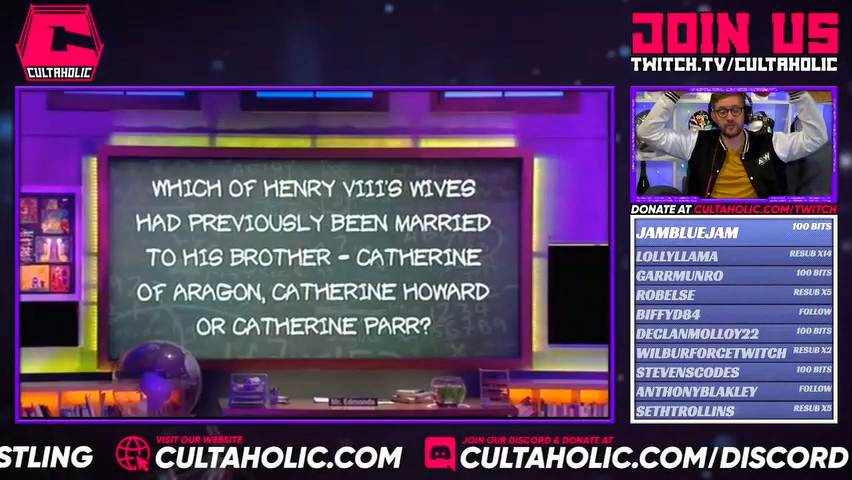 CULTAHOLIC
JOIN US
TWITCH.TV/CULTAHOLIC
WHICH OF HENRY VIII'S WIVES
HAD PREVIOUSLY BEEN MARRIED
TO HIS BROTHER - CATHERINE
OF ARAGON, CATHERINE HOWARD
OR CATHERINE PARR?
Mr. Edmonds
DONATE AT CULTAHOLIC.COM/TWITCH
JAMBLUEJAM 100 BITS
LOLLYLLAMA RESUB X14
GARRMUNRO 100 BITS
ROBELSE RESUB X5
BIFFYD84 FOLLOW
DECLANMOLLOY22 100 BITS
WILBURFORCETWITCH RESUB X2
STEVENSCODES 100 BITS
ANTHONYBLAKLEY FOLLOW
SETHTROLLINS RESUB X5
STLING
VISIT OUR WEBSITE
CULTAHOLIC.COM
JOIN OUR DISCORD & DONATE AT
CULTAHOLIC.COM/DISCORD